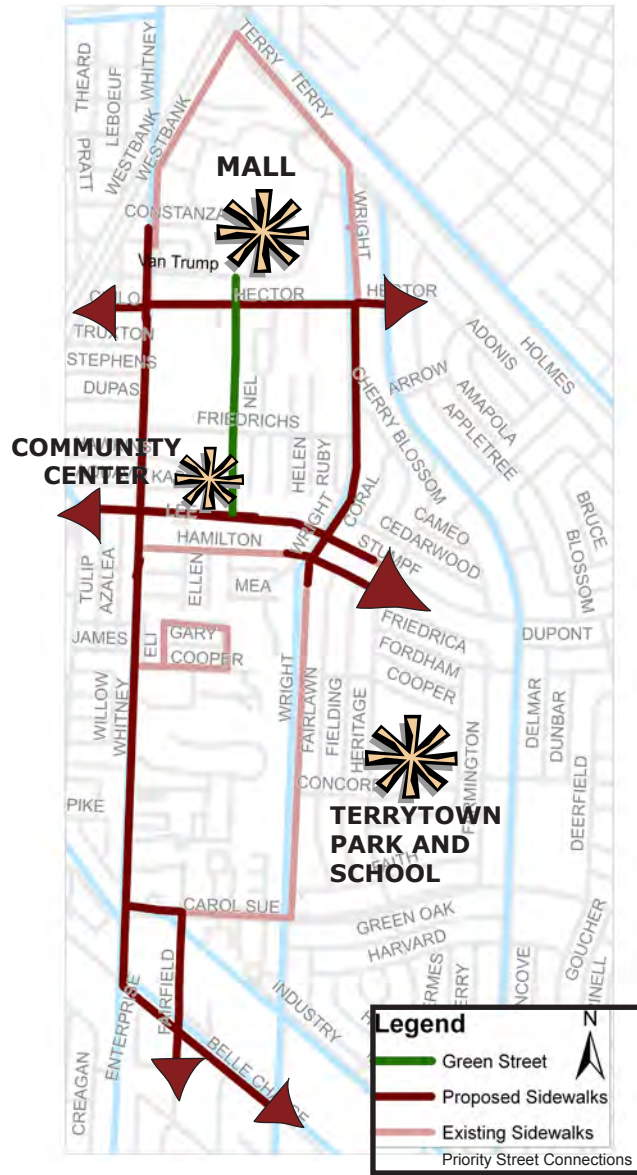 TERRY
TERRY
THEARD
LEBOEUF
WHITNEY
PRATT
WESTBANK
WESTBANK
MALL
CONSTANZA
WRIGHT
Van Trump
HECTOR
HECTOR
TRUXTON
STEPHENS
DUPAS
ADONIS
HOLMES
ARROW
AMAPOLA
APPLETREE
NEL
FRIEDRICHS
CHERRY BLOSSOM
COMMUNITY
CENTER
HELEN
RUBY
LEE
WRIGHT
CORAL
CAMEO
CEDARWOOD
STUMPF
BRUCE
BLOSSOM
HAMILTON
TULIP
AZALEA
ELLEN
MEA
JAMES
ELI
GARY
COOPER
FRIEDRICA
FORDHAM
COOPER
DUPONT
WILLOW
WHITNEY
WRIGHT
FAIRLAWN
FIELDING
HERITAGE
DELMAR
DUNBAR
DEERFIELD
CONCORD
FARMINGTON
PIKE
TERRYTOWN
PARK AND
SCHOOL
FAITH
CAROL SUE
GREEN OAK
HARVARD
GOUCHER
ENTERPRISE
FAIRFIELD
INDUSTRY
BELLE CHASSE
CREAGAN
Legend
N
Green Street
Proposed Sidewalks
Existing Sidewalks
Priority Street Connections